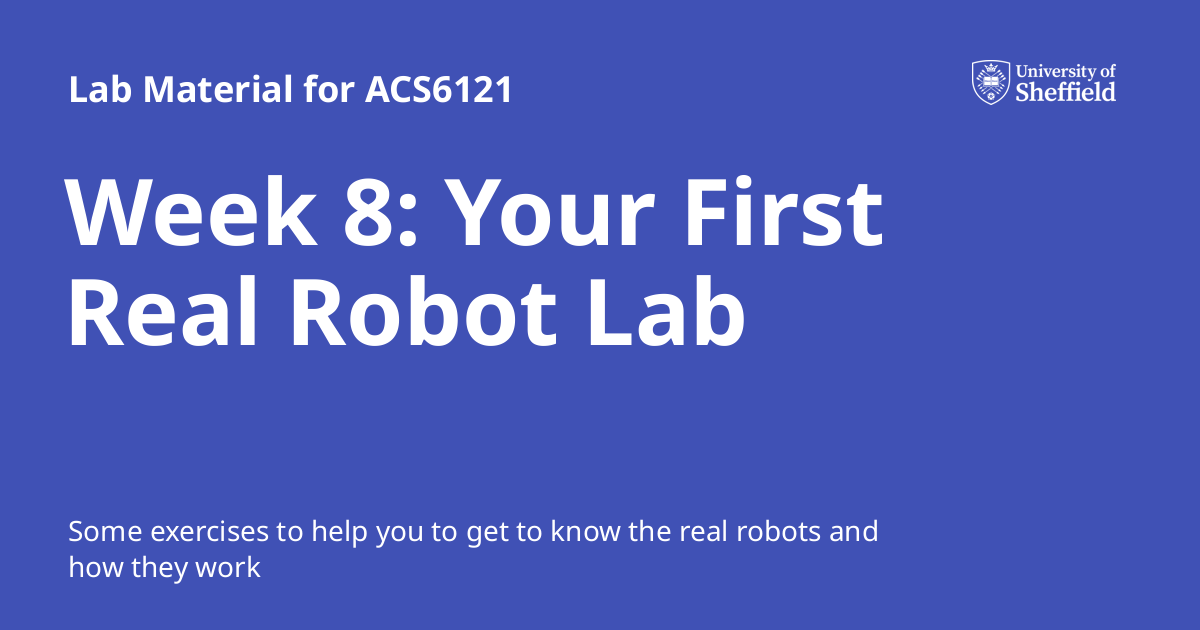 Lab Material for ACS6121
University of
Sheffield
Week 8: Your First
Real Robot Lab
Some exercises to help you to get to know the real robots and
how they work